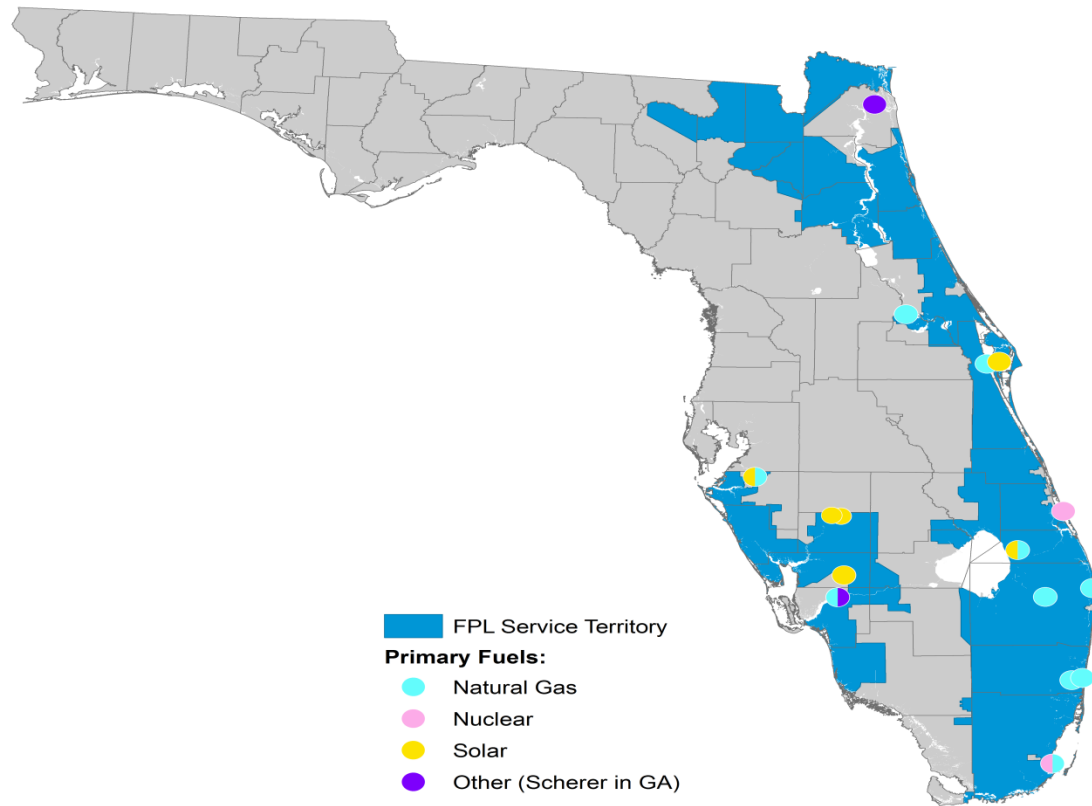 FPL Service Territory
Primary Fuels:
Natural Gas
Nuclear
Solar
Other (Scherer in GA)